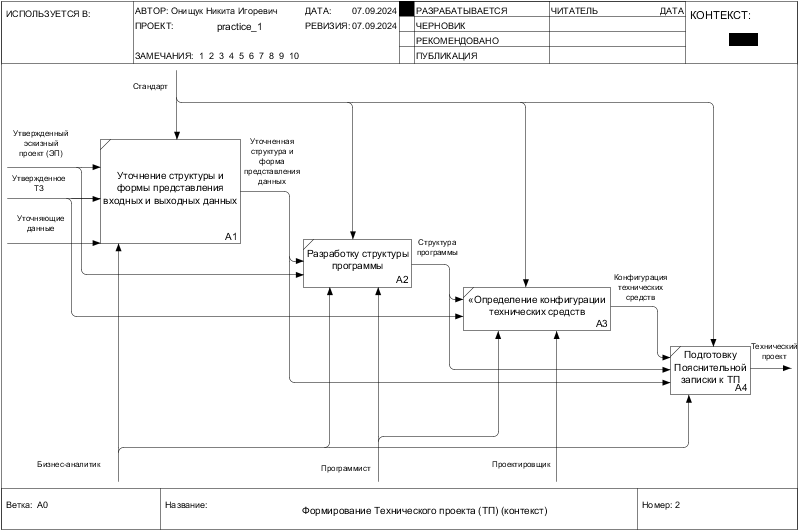 ИСПОЛЬЗУЕТСЯ В:
АВТОР: Онищук Никита Игоревич
ДАТА: 07.09.2024
РАЗРАБАТЫВАЕТСЯ
ЧИТАТЕЛЬ
ДАТА
КОНТЕКСТ:
ПРОЕКТ: practice_1
РЕВИЗИЯ: 07.09.2024
ЧЕРНОВИК
РЕКОМЕНДОВАНО
ЗАМЕЧАНИЯ: 1 2 3 4 5 6 7 8 9 10
ПУБЛИКАЦИЯ
Стандарт
Утвержденный
эскизный
проект (ЭП)
Утвержденное
ТЗ
Уточняющие
данные
Уточнение структуры и
формы представления
входных и выходных данных
A1
Уточненная
структура и
форма
представления
данных
Разработку структуры
программы
A2
Структура
программы
«Определение конфигурации
технических средств
A3
Конфигурация
технических
средств
Подготовку
Пояснительной
записки к ТП
A4
Технический
проект
Бизнес-аналитик
Программист
Проектировщик
Ветка: A0
Название:
Формирование Технического проекта (ТП) (контекст)
Номер: 2